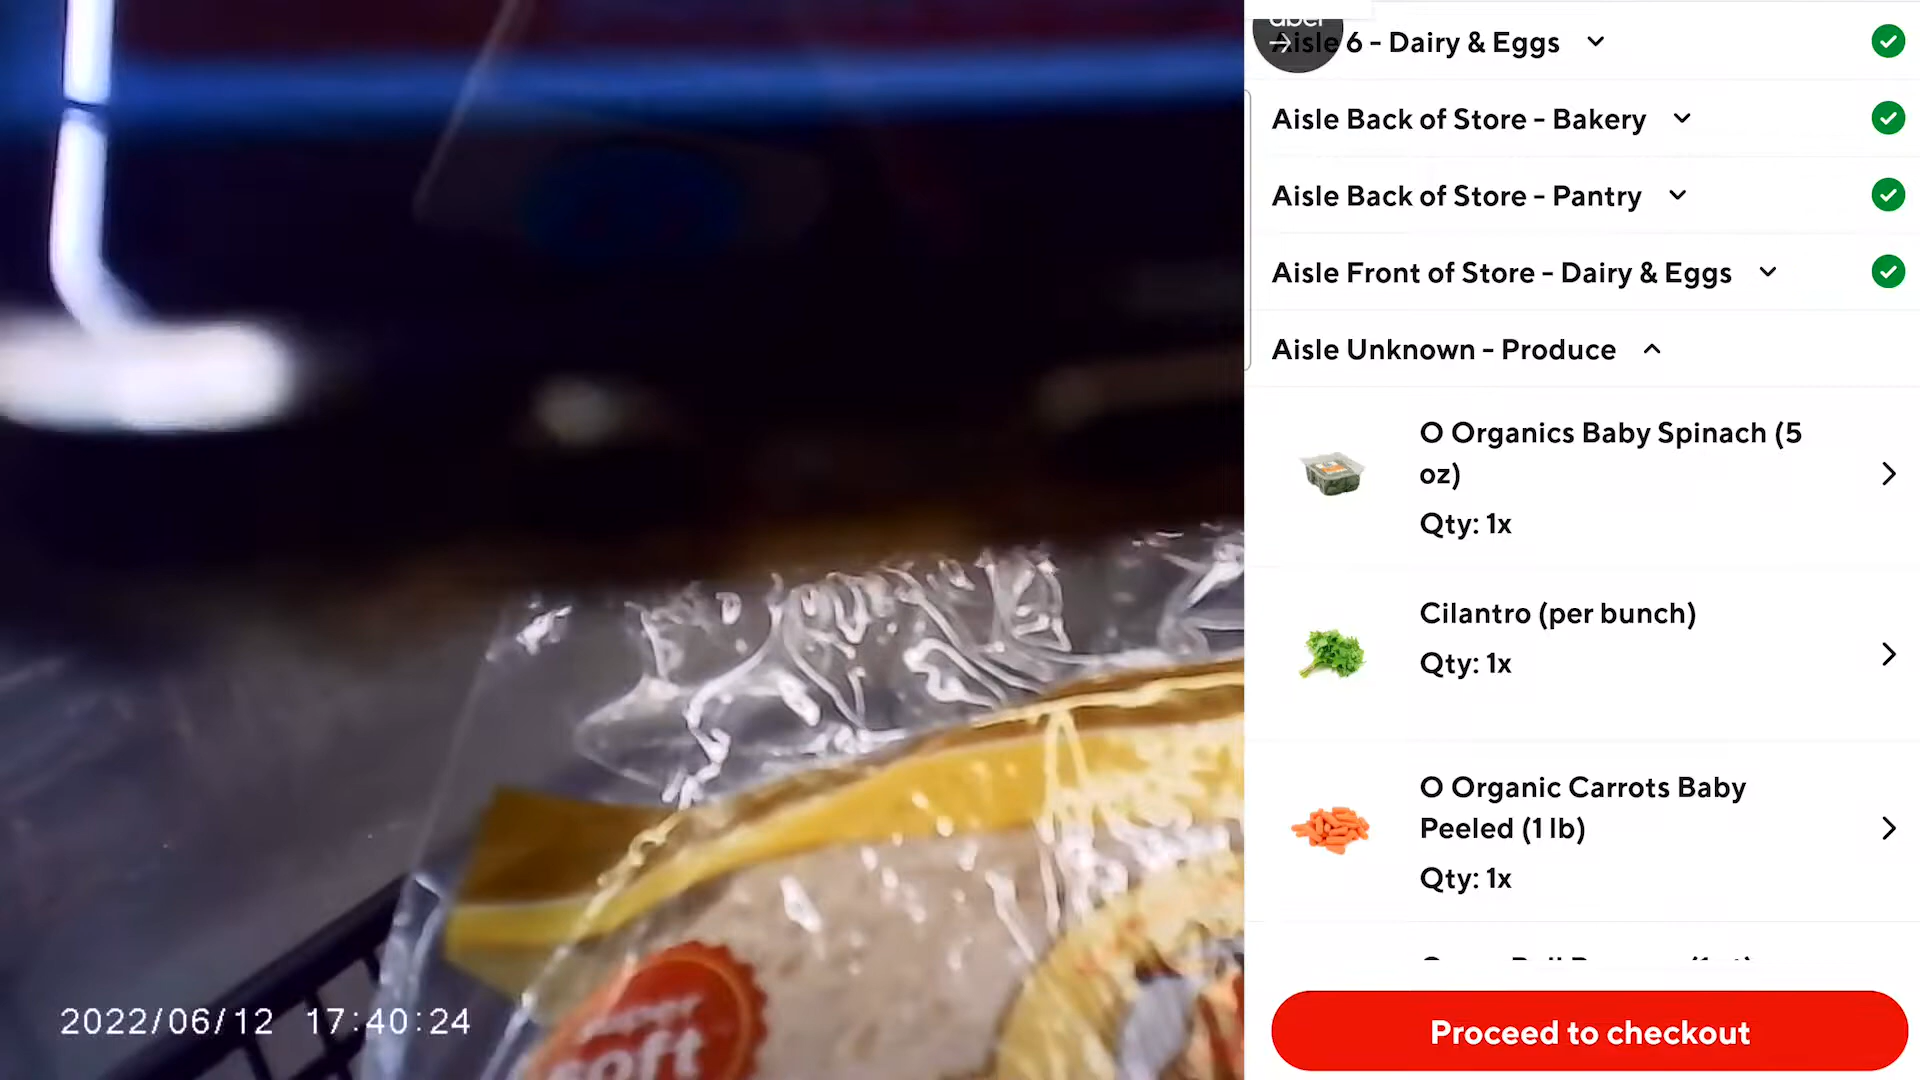 uber
Aisle 6 - Dairy & Eggs
Aisle Back of Store - Bakery
Aisle Back of Store - Pantry
Aisle Front of Store - Dairy & Eggs
Aisle Unknown - Produce
O Organics Baby Spinach (5
oz)
Qty: 1x
Cilantro (per bunch)
Qty: 1x
O Organic Carrots Baby
Peeled (1 lb)
Qty: 1x
Proceed to checkout
super
soft
2022/06/12 17:40:24